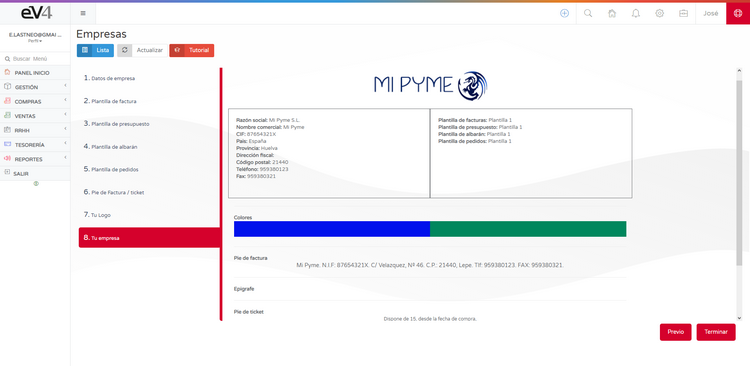 eV4
José
E.LASTNEO@GMAI ...
Perfil
Buscar Menú
PANEL INICIO
GESTIÓN
COMPRAS
VENTAS
RRHH
TESORERÍA
REPORTES
SALIR
Empresas
Lista
Actualizar
Tutorial
1. Datos de empresa
2. Plantilla de factura
3. Plantilla de presupuesto
4. Plantilla de albarán
5. Plantilla de pedidos
6. Pie de Factura / ticket
7. Tu Logo
8. Tu empresa
MI PYME
Razón social: Mi Pyme S.L.
Nombre comercial: Mi Pyme
CIF: 87654321X
País: España
Provincia: Huelva
Dirección fiscal:
Código postal: 21440
Teléfono: 959380123
Fax: 959380321
Plantilla de facturas: Plantilla 1
Plantilla de presupuesto: Plantilla 1
Plantilla de albarán: Plantilla 1
Plantilla de pedidos: Plantilla 1
Colores
Pie de factura
Mi Pyme. N.I.F: 87654321X. C/ Velazquez, Nº 46. C.P.: 21440, Lepe. Tlf: 959380123. FAX: 959380321.
Epígrafe
Pie de ticket
Dispone de 15, desde la fecha de compra.
Previo
Terminar